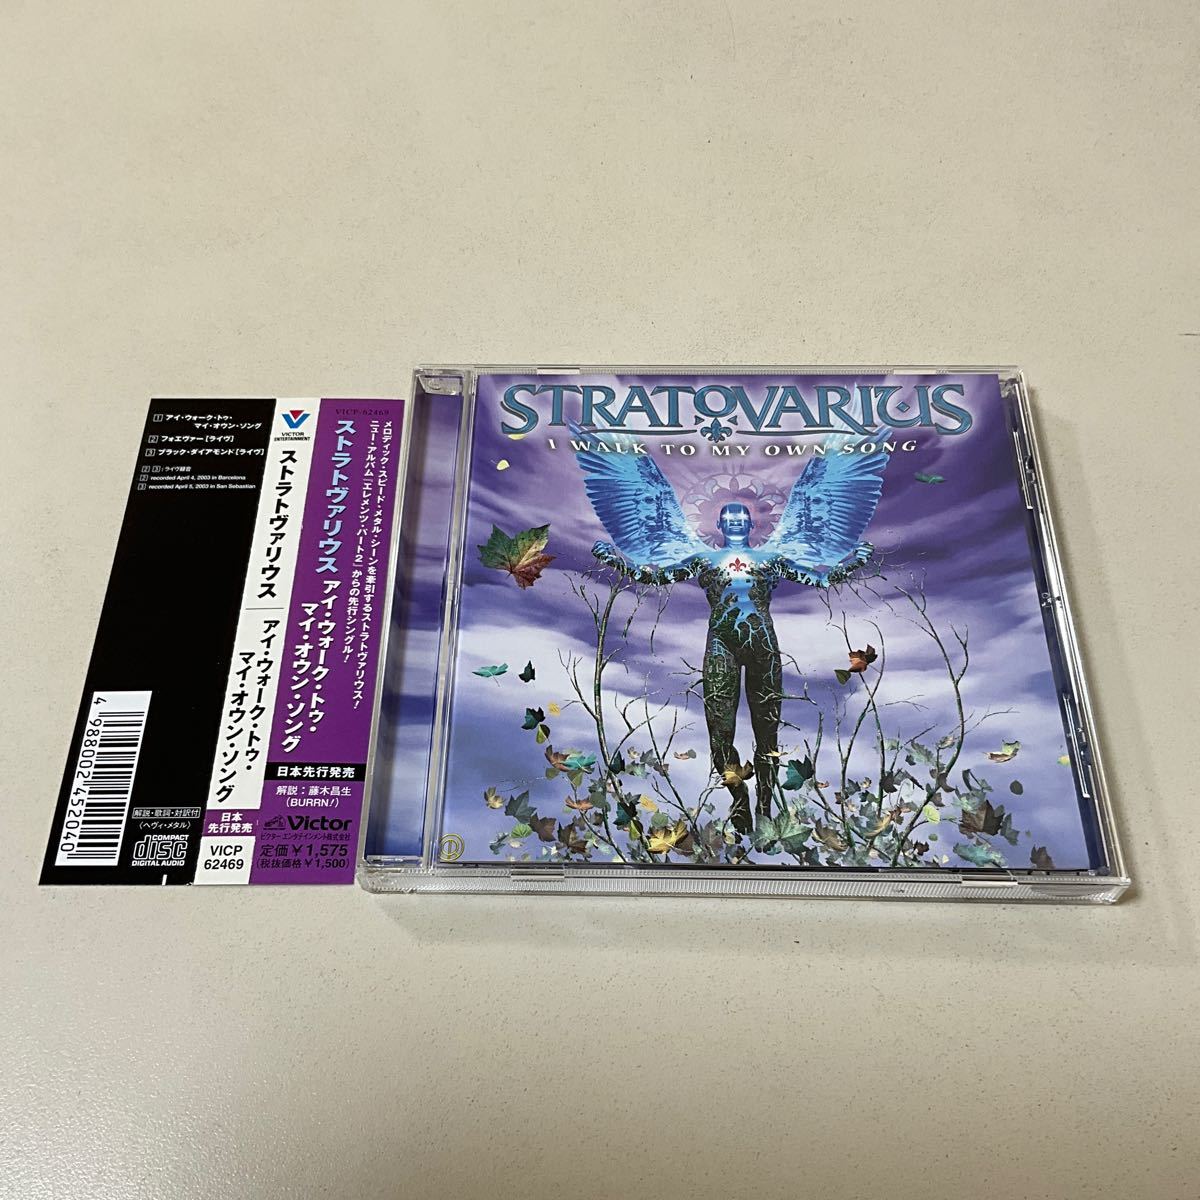 1 アイ・ウォーク・トゥ・
マイ・オウン・ソング
2 フォエヴァー[ライヴ]
3 ブラック・ダイアモンド[ライヴ]
2 3 : ライヴ録音
2 recorded April 4, 2003 in Barcelona
3 recorded April 5, 2003 in San Sebastian
4 988002 452040
解説・歌詞・対訳付
(ヘヴィ・メタル)
COMPACT
disc
DIGITAL AUDIO
VICTOR
ENTERTAINMENT
ストラトヴァリウス
アイ・ウォーク・トゥ・
マイ・オウン・ソング
日本
先行発売
VICP
62469
VICP-62469
メロディック・スピード・メタル・シーンを牽引するストラトヴァリウス!
ニュー・アルバム「エレメンツ・パート2」からの先行シングル!
ストラトヴァリウス
アイ・ウォーク・トゥ・
マイ・オウン・ソング
日本先行発売
解説:藤木昌生
(BURRN!)
Victor
ビクターエンタテインメント株式会社
定価¥1,575
(税抜価格¥1,500)
STRATOVARIUS
I WALK TO MY OWN SONG